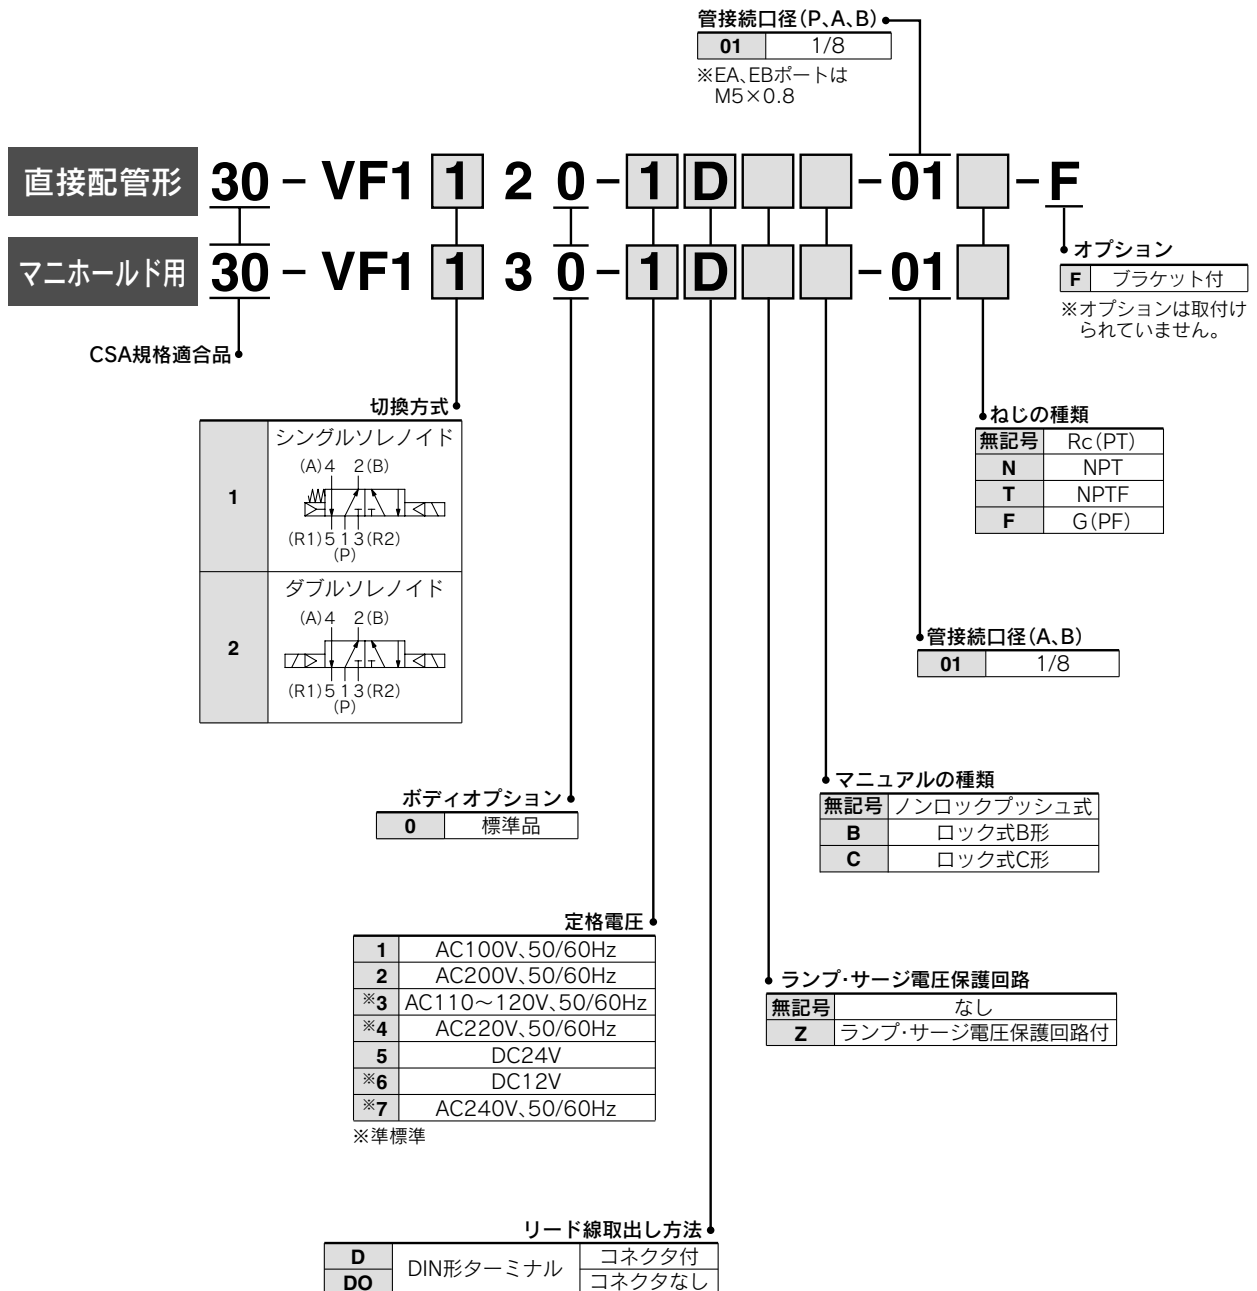 管接続口径(P、A、B)
01 1/8
※EA、EBポートは
M5×0.8
直接配管形 30 - VF1 1 2 0 - 1 D - 01 - F
マニホールド用 30 - VF1 1 3 0 - 1 D - 01
オプション
F ブラケット付
※オプションは取付け
られていません。
CSA規格適合品
切換方式
1 シングルソレノイド
(A)4 2(B)
(R1)5 1 3(R2)
(P)
2 ダブルソレノイド
(A)4 2(B)
(R1)5 1 3(R2)
(P)
ねじの種類
無記号 Rc(PT)
N NPT
T NPTF
F G(PF)
管接続口径(A、B)
01 1/8
ボディオプション
0 標準品
マニュアルの種類
無記号 ノンロックプッシュ式
B ロック式B形
C ロック式C形
定格電圧
1 AC100V、50/60Hz
2 AC200V、50/60Hz
※3 AC110～120V、50/60Hz
※4 AC220V、50/60Hz
5 DC24V
※6 DC12V
※7 AC240V、50/60Hz
※準標準
ランプ・サージ電圧保護回路
無記号 なし
Z ランプ・サージ電圧保護回路付
リード線取出し方法
D DIN形ターミナル コネクタ付
DO コネクタなし